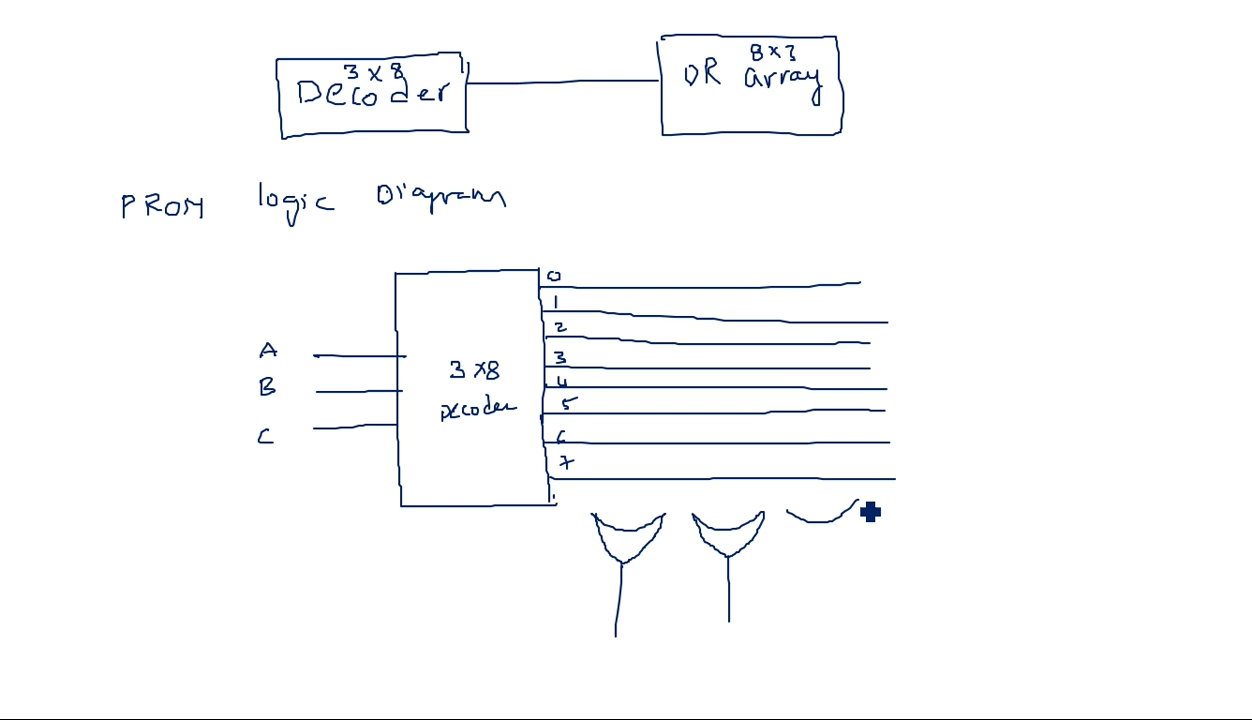 3 x 8
Decoder
8 x 3
OR array
PROM logic Diagram
0
1
2
3
4
5
6
7
A
B
C
3 x8
Decoder